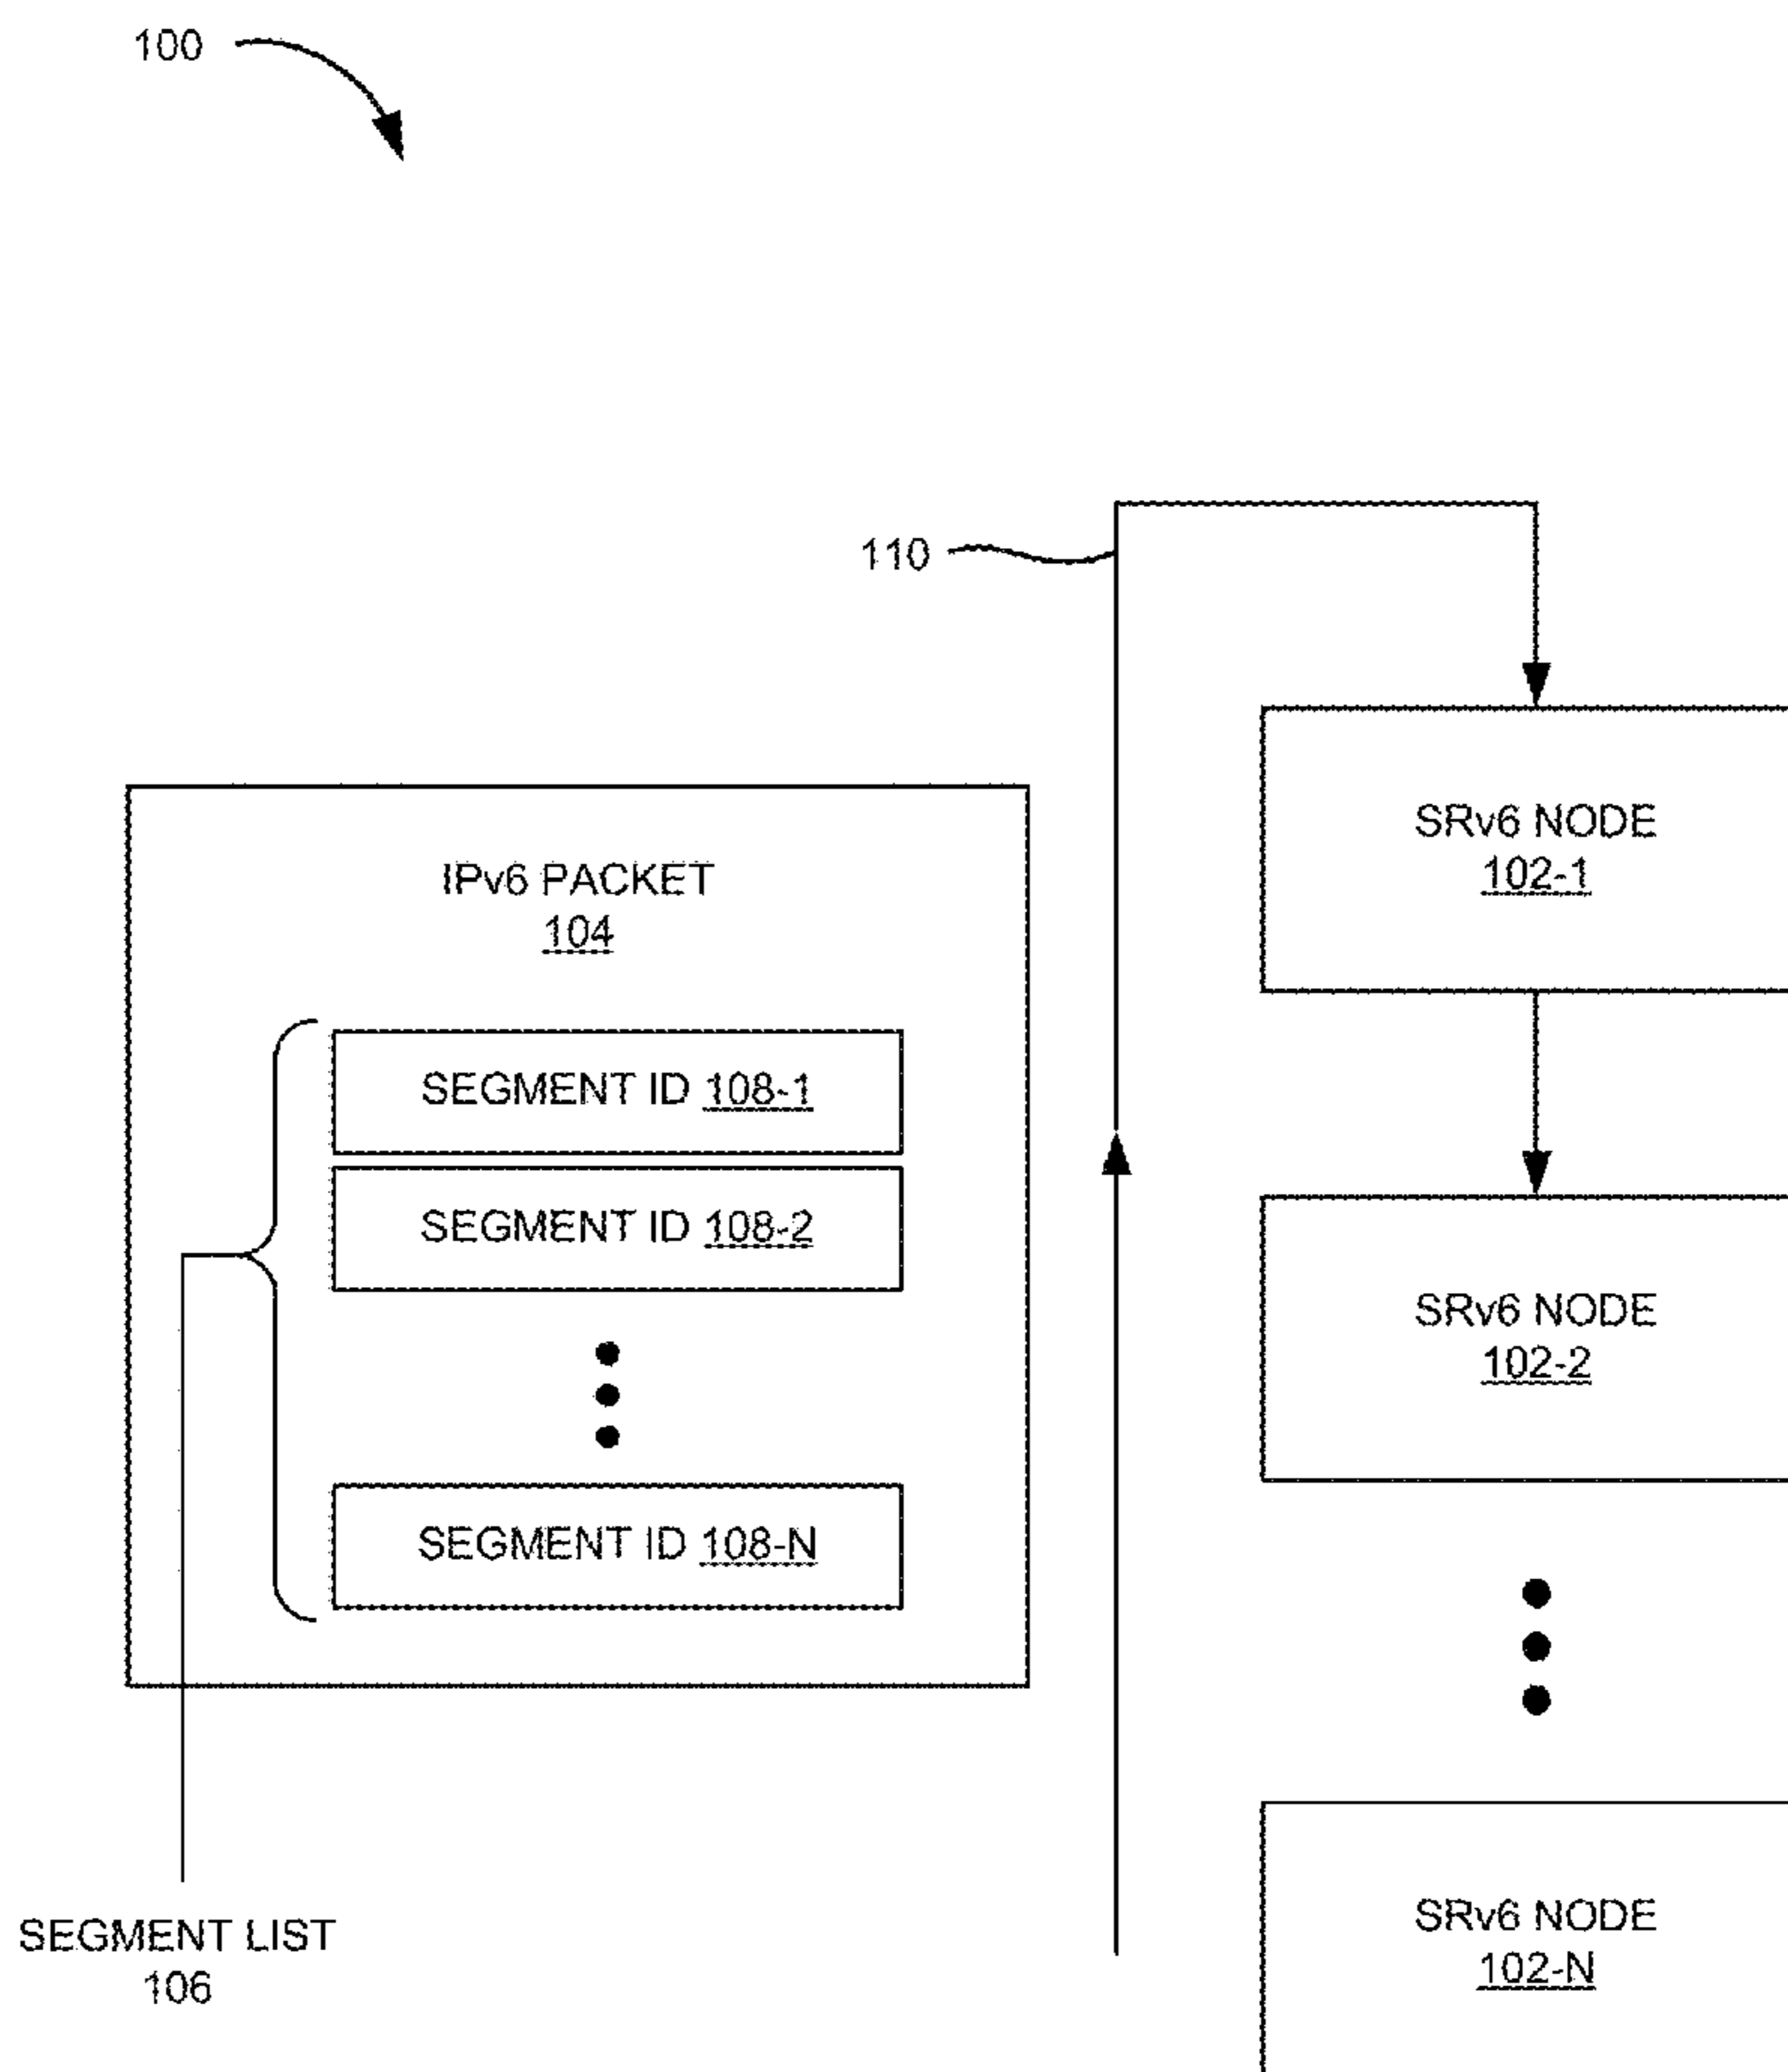 100
110
SRv6 NODE
102-1
IPv6 PACKET
104
SEGMENT ID 108-1
SEGMENT ID 108-2
SEGMENT ID 108-N
SRv6 NODE
102-2
SRv6 NODE
102-N
SEGMENT LIST
106